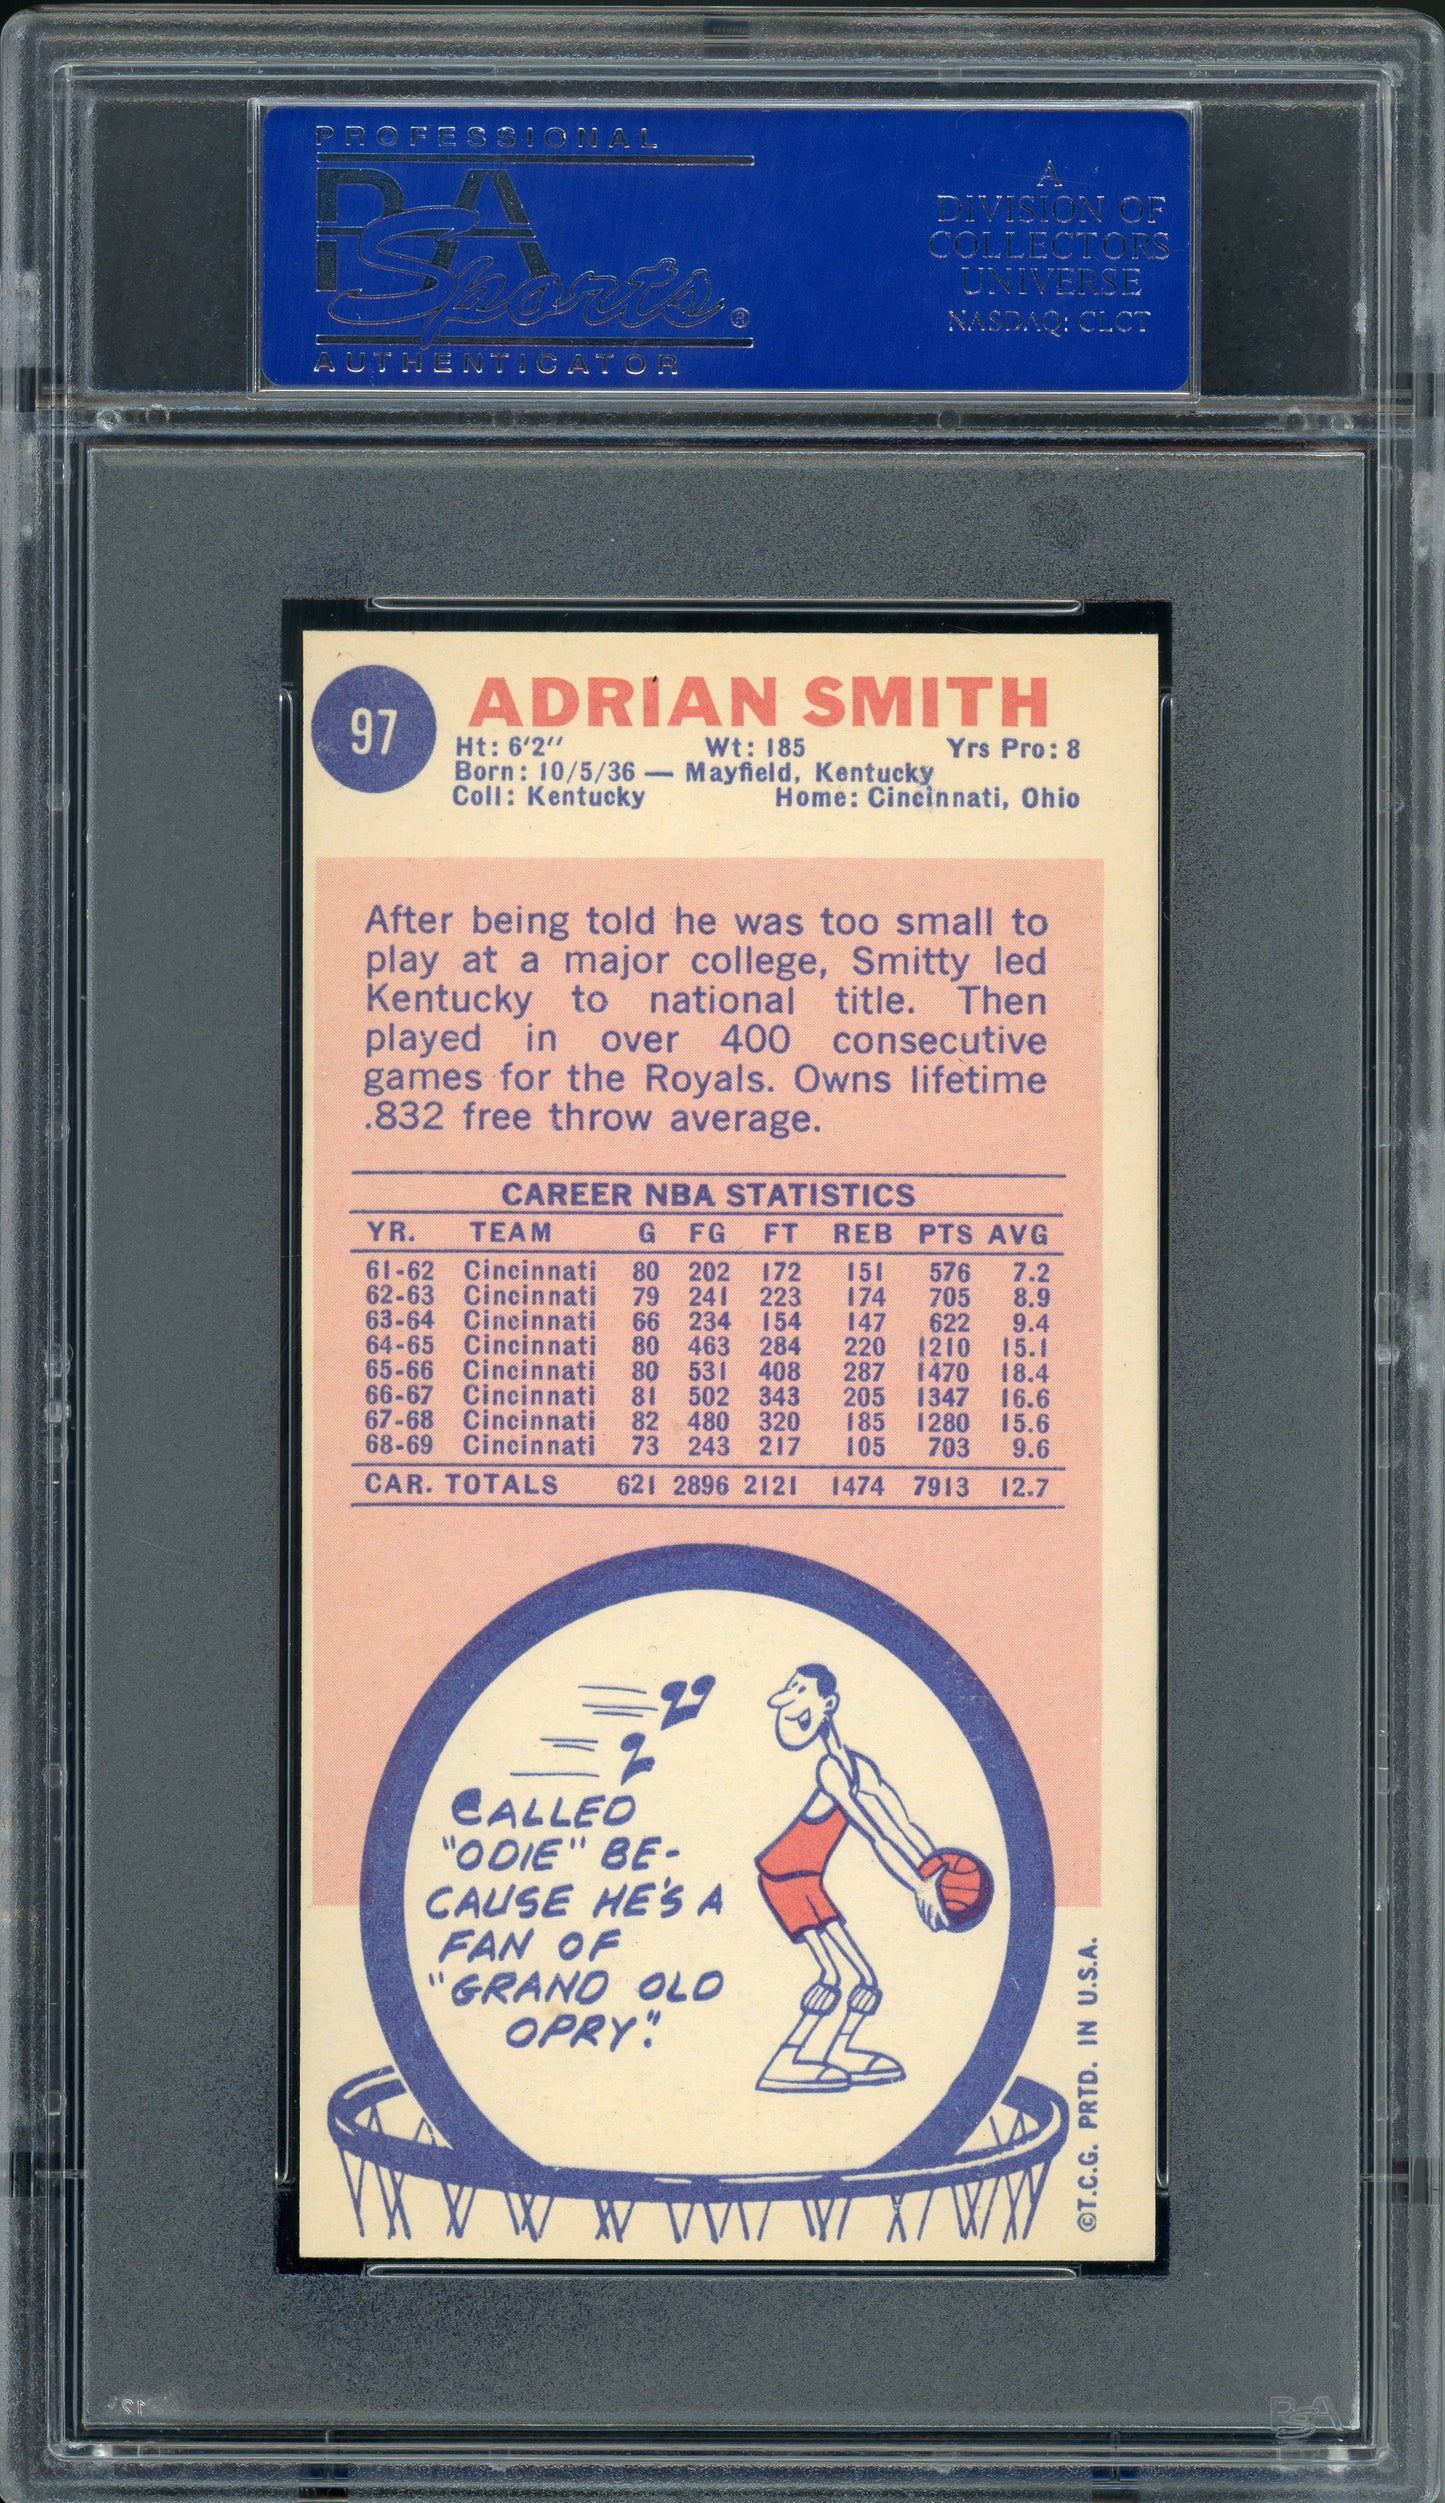 PROFESSIONAL
PSA
Sports®
AUTHENTICATOR
A
DIVISION OF
COLLECTORS
UNIVERSE
NASDAQ: CLCT
97
ADRIAN SMITH
Ht: 6'2'' Wt: 185 Yrs Pro: 8
Born: 10/5/36 — Mayfield, Kentucky
Coll: Kentucky Home: Cincinnati, Ohio
After being told he was too small to
play at a major college, Smitty led
Kentucky to national title. Then
played in over 400 consecutive
games for the Royals. Owns lifetime
.832 free throw average.
CAREER NBA STATISTICS
YR. TEAM G FG FT REB PTS AVG
61-62 Cincinnati 80 202 172 151 576 7.2
62-63 Cincinnati 79 241 223 174 705 8.9
63-64 Cincinnati 66 234 154 147 622 9.4
64-65 Cincinnati 80 463 284 220 1210 15.1
65-66 Cincinnati 80 531 408 287 1470 18.4
66-67 Cincinnati 81 502 343 205 1347 16.6
67-68 Cincinnati 82 480 320 185 1280 15.6
68-69 Cincinnati 73 243 217 105 703 9.6
CAR. TOTALS 621 2896 2121 1474 7913 12.7
CALLED
"ODIE" BE-
CAUSE HE'S A
FAN OF
"GRAND OLD
OPRY."
©T.C.G. PRTD. IN U.S.A.
PSA